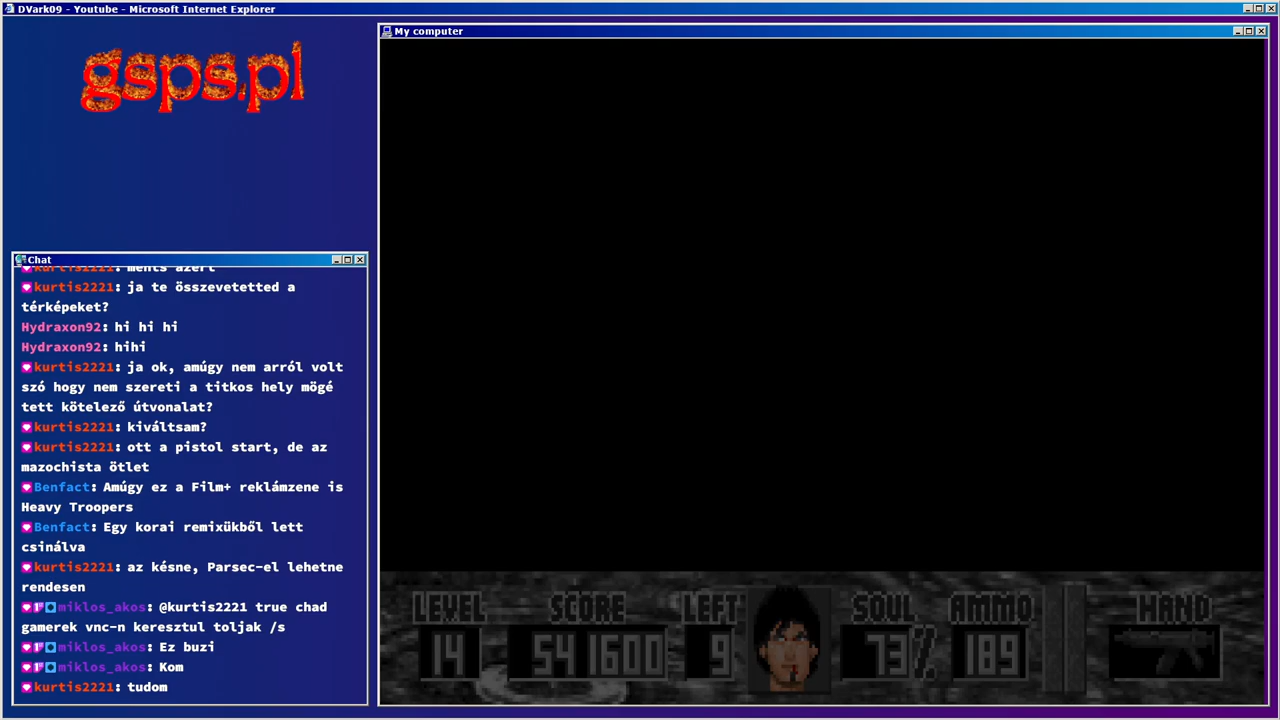 DVark09 - Youtube - Microsoft Internet Explorer
My computer
gsps.pl
Chat
kurtis2221: ments azért
kurtis2221: ja te összevetetted a
térképeket?
Hydraxon92: hi hi hi
Hydraxon92: hihi
kurtis2221: ja ok, amúgy nem arról volt
szó hogy nem szereti a titkos hely mögé
tett kötelező útvonalat?
kurtis2221: kiváltsam?
kurtis2221: ott a pistol start, de az
mazochista ötlet
Benfact: Amúgy ez a Film+ reklámzene is
Heavy Troopers
Benfact: Egy korai remixükből lett
csinálva
kurtis2221: az késne, Parsec-el lehetne
rendesen
miklos_akos: @kurtis2221 true chad
gamerek vnc-n keresztul toljak /s
miklos_akos: Ez buzi
miklos_akos: Kom
kurtis2221: tudom
LEVEL SCORE LEFT SOUL AMMO HAND
14 541600 9 73% 189